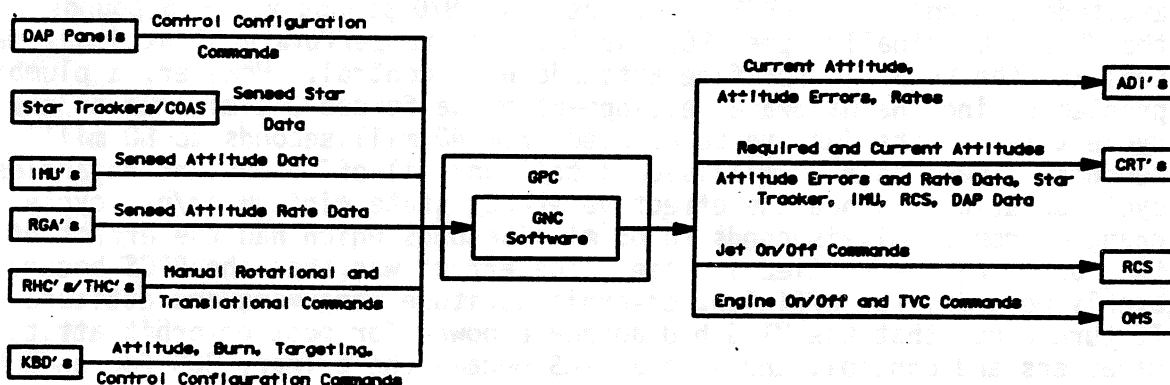 DAP Panels
Control Configuration
Commands
Star Trackers/COAS
Sensed Star
Data
IMU's
Sensed Attitude Data
RGA's
Sensed Attitude Rate Data
RHC's/THC's
Manual Rotational and
Translational Commands
KBD's
Attitude, Burn, Targeting,
Control Configuration Commands
GPC
GNC
Software
Current Attitude,
Attitude Errors, Rates
ADI's
Required and Current Attitudes
Attitude Errors and Rate Data, Star
Tracker, IMU, RCS, DAP Data
CRT's
Jet On/Off Commands
RCS
Engine On/Off and TVC Commands
OMS